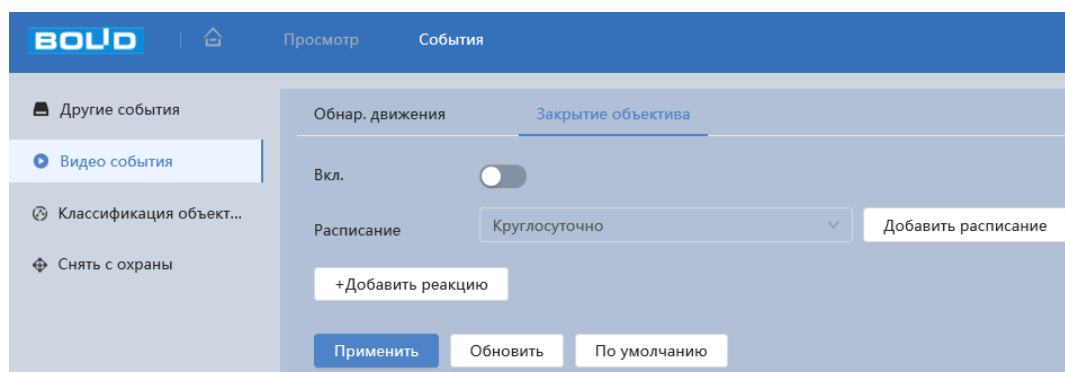 BOLID Просмотр События
Другие события
Видео события
Классификация объект...
Снять с охраны
Обнар. движения Закрытие объектива
Вкл.
Расписание Круглосуточно Добавить расписание
+Добавить реакцию
Применить Обновить По умолчанию